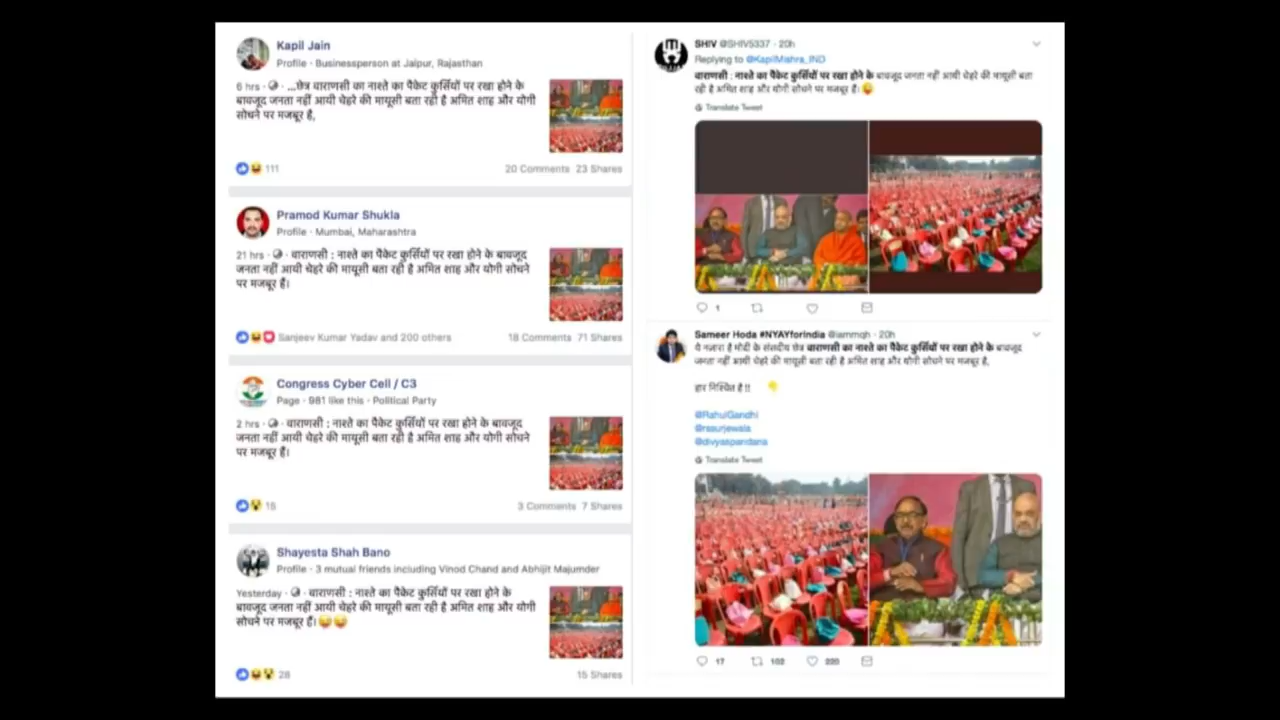 Kapil Jain
Profile · Businessperson at Jaipur, Rajasthan
6 hrs · ...छेत्र वाराणसी का नाश्ते का पैकेट कुर्सियों पर रखा होने के
बावजूद जनता नहीं आयी चेहरे की मायूसी बता रही है अमित शाह और योगी
सोचने पर मजबूर है,
111
20 Comments 23 Shares
Pramod Kumar Shukla
Profile · Mumbai, Maharashtra
21 hrs · वाराणसी : नाश्ते का पैकेट कुर्सियों पर रखा होने के बावजूद
जनता नहीं आयी चेहरे की मायूसी बता रही है अमित शाह और योगी सोचने
पर मजबूर हैं।
Sanjeev Kumar Yadav and 200 others
18 Comments 71 Shares
Congress Cyber Cell / C3
Page · 981 like this · Political Party
2 hrs · वाराणसी : नाश्ते का पैकेट कुर्सियों पर रखा होने के बावजूद
जनता नहीं आयी चेहरे की मायूसी बता रही है अमित शाह और योगी सोचने
पर मजबूर हैं।
15
3 Comments 7 Shares
Shayesta Shah Bano
Profile · 3 mutual friends including Vinod Chand and Abhijit Majumder
Yesterday · वाराणसी : नाश्ते का पैकेट कुर्सियों पर रखा होने के
बावजूद जनता नहीं आयी चेहरे की मायूसी बता रही है अमित शाह और योगी
सोचने पर मजबूर हैं।😜😜
28
15 Shares
SHIV @SHIV5337 · 20h
Replying to @KapilMishra_IND
वाराणसी : नाश्ते का पैकेट कुर्सियों पर रखा होने के बावजूद जनता नहीं आयी चेहरे की मायूसी बता
रही है अमित शाह और योगी सोचने पर मजबूर हैं।😜
Translate Tweet
1
Sameer Hoda #NYAYforIndia @iammqh · 20h
ये नज़ारा है मोदी के संसदीय छेत्र वाराणसी का नाश्ते का पैकेट कुर्सियों पर रखा होने के बावजूद
जनता नहीं आयी चेहरे की मायूसी बता रही है अमित शाह और योगी सोचने पर मजबूर है,
हार निश्चित है !! 👇
@RahulGandhi
@rssurjewala
@divyaspandana
Translate Tweet
17 102 220